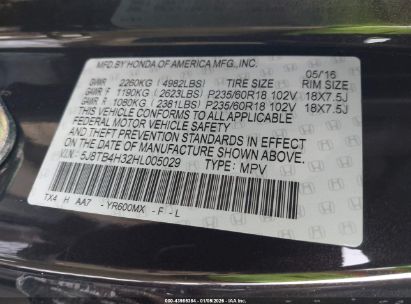 MFD.BY HONDA OF AMERICA MFG.,INC. 05/16
GVWR 2260KG ( 4982LBS) TIRE SIZE RIM SIZE
GAWR F 1190KG (2623LBS) P235/60R18 102V 18X7.5J
GAWR R 1080KG (2381LBS) P235/60R18 102V 18X7.5J
THIS VEHICLE CONFORMS TO ALL APPLICABLE
FEDERAL MOTOR VEHICLE SAFETY
AND THEFT PREVENTION STANDARDS IN EFFECT
ON THE DATE OF MANUFACTURE SHOWN ABOVE.
VIN: 5J8TB4H32HL005029 TYPE: MPV
TX4 H AA7 - YR600MX - F - L